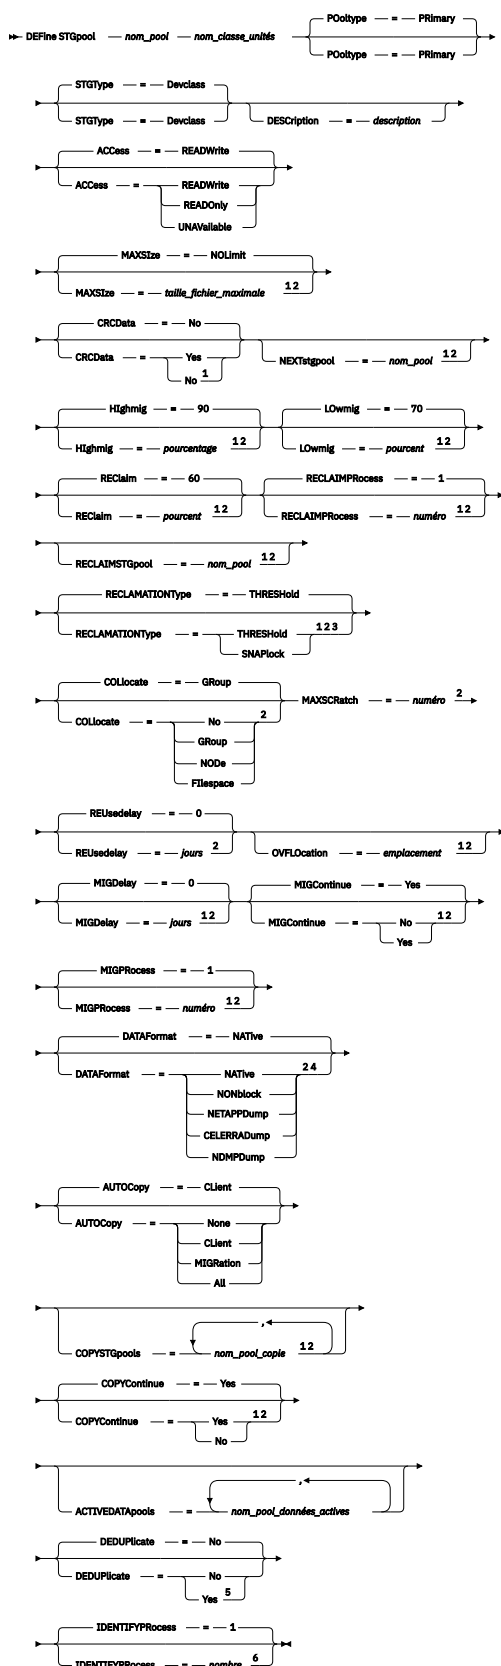 POoltype = PRimary
DEFine STGpool nom_pool nom_classe_unités
POoltype = PRimary
STGType = Devclass
STGType = Devclass
DESCription = description
ACCess = READWrite
ACCess = READWrite
READOnly
UNAVailable
MAXSIze = NOLimit
MAXSIze = taille_fichier_maximale 1 2
CRCData = No
CRCData = Yes
No 1
NEXTstgpool = nom_pool 1 2
HIghmig = 90
HIghmig = pourcentage 1 2
LOwmig = 70
LOwmig = pourcent 1 2
REClaim = 60
REClaim = pourcent 1 2
RECLAIMPRocess = 1
RECLAIMPRocess = numéro 1 2
RECLAIMSTGpool = nom_pool 1 2
RECLAMATIONType = THRESHold
RECLAMATIONType = THRESHold 1 2 3
SNAPlock
COLlocate = GRoup
COLlocate = No 2
GRoup
NODe
FIlespace
MAXSCRatch = numéro 2
REUsedelay = 0
REUsedelay = jours 2
OVFLOcation = emplacement 1 2
MIGDelay = 0
MIGDelay = jours 1 2
MIGContinue = Yes
MIGContinue = No 1 2
Yes
MIGPRocess = 1
MIGPRocess = numéro 1 2
DATAFormat = NATive
DATAFormat = NATive 2 4
NONblock
NETAPPDump
CELERRADump
NDMPDump
AUTOCopy = CLient
AUTOCopy = None
CLient
MIGRation
All
,
COPYSTGpools = nom_pool_copie 1 2
COPYContinue = Yes
COPYContinue = Yes 1 2
No
,
ACTIVEDATApools = nom_pool_données_actives
DEDUPlicate = No
DEDUPlicate = No
Yes 5
IDENTIFYPRocess = 1
IDENTIFYPRocess = nombre 6